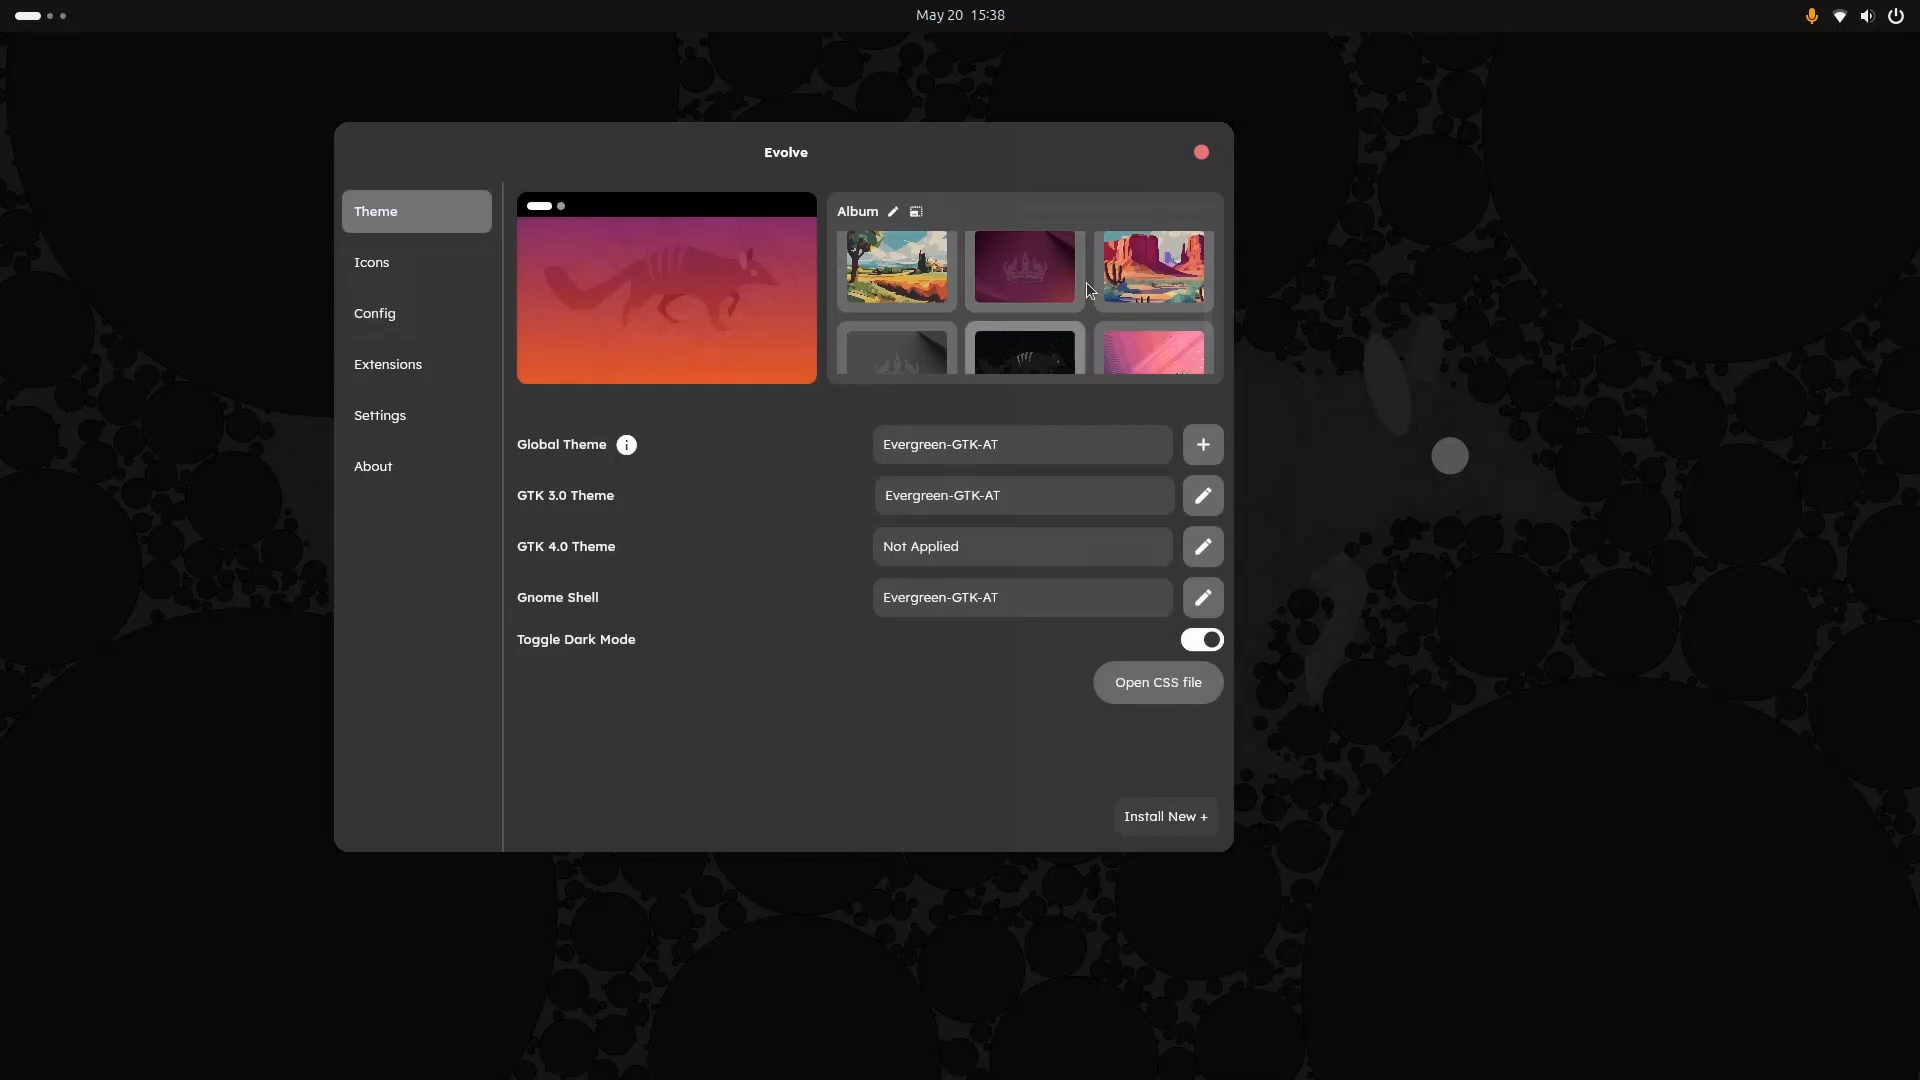 May 20 15:38
Evolve
Theme
Icons
Config
Extensions
Settings
About
Album
Global Theme
Evergreen-GTK-AT
GTK 3.0 Theme
Evergreen-GTK-AT
GTK 4.0 Theme
Not Applied
Gnome Shell
Evergreen-GTK-AT
Toggle Dark Mode
Open CSS file
Install New +